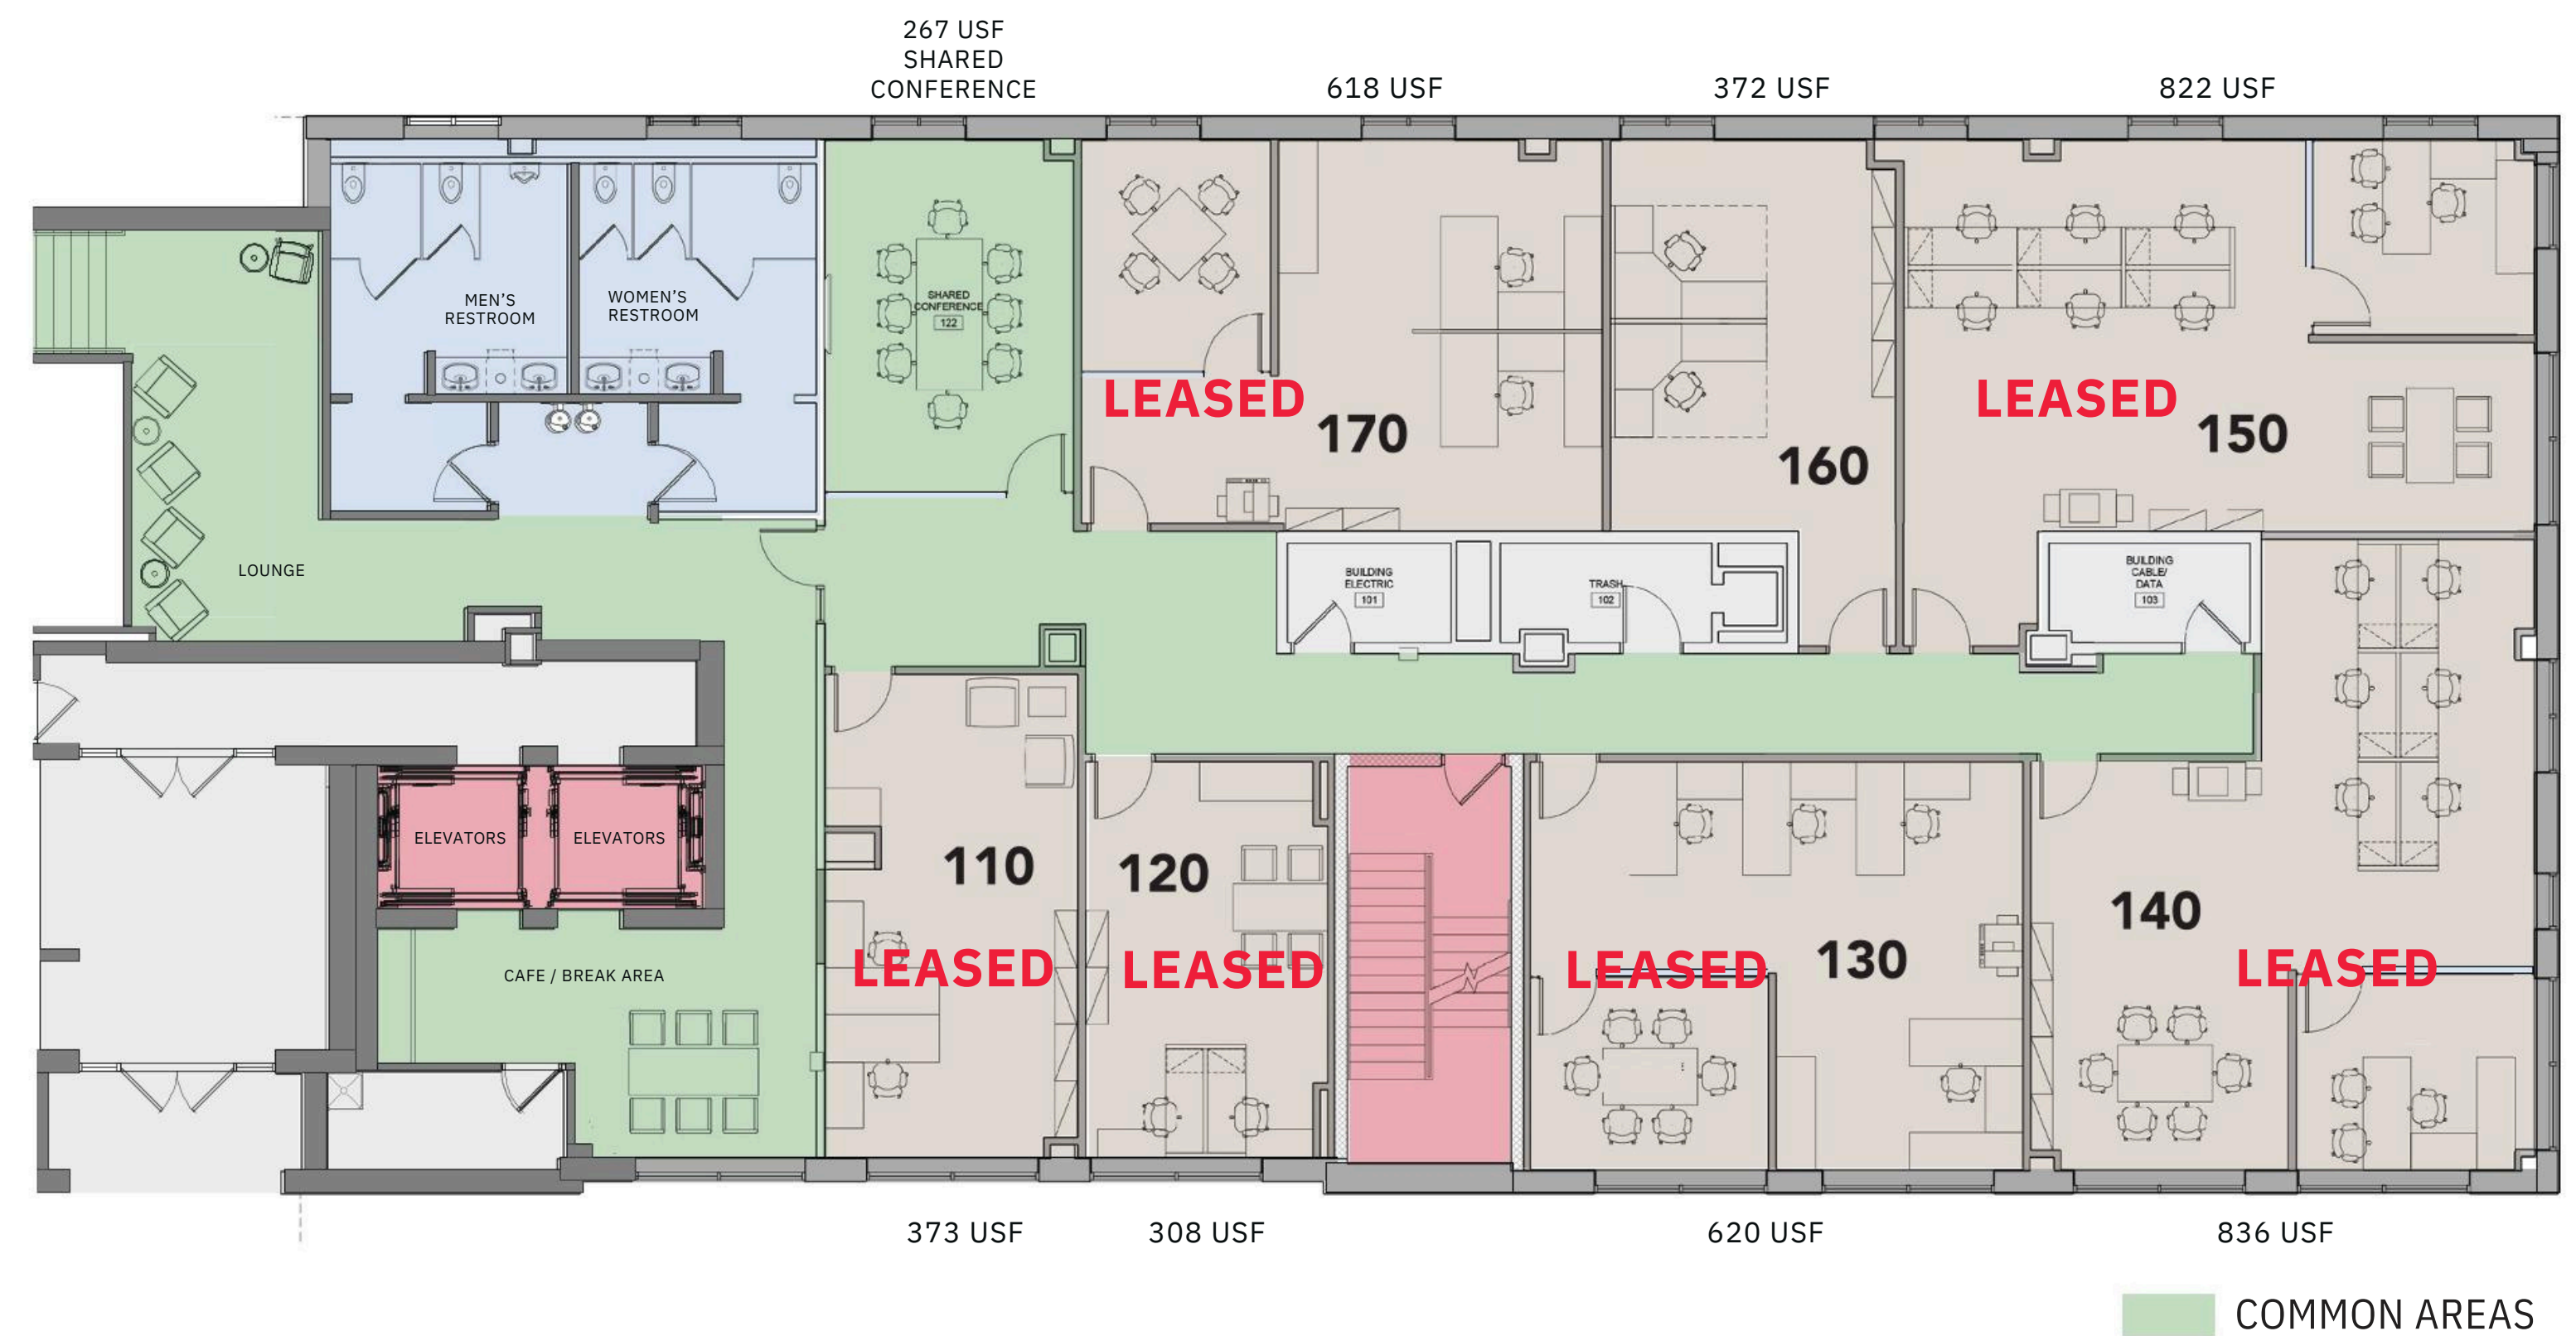 267 USF
SHARED
CONFERENCE
618 USF
372 USF
822 USF
MEN'S
RESTROOM
WOMEN'S
RESTROOM
SHARED
CONFERENCE
122
LEASED
170
160
LEASED
150
LOUNGE
BUILDING
ELECTRIC
101
TRASH
102
BUILDING
CABLE/
DATA
103
ELEVATORS
ELEVATORS
110
120
130
140
CAFE / BREAK AREA
LEASED
LEASED
LEASED
LEASED
373 USF
308 USF
620 USF
836 USF
COMMON AREAS